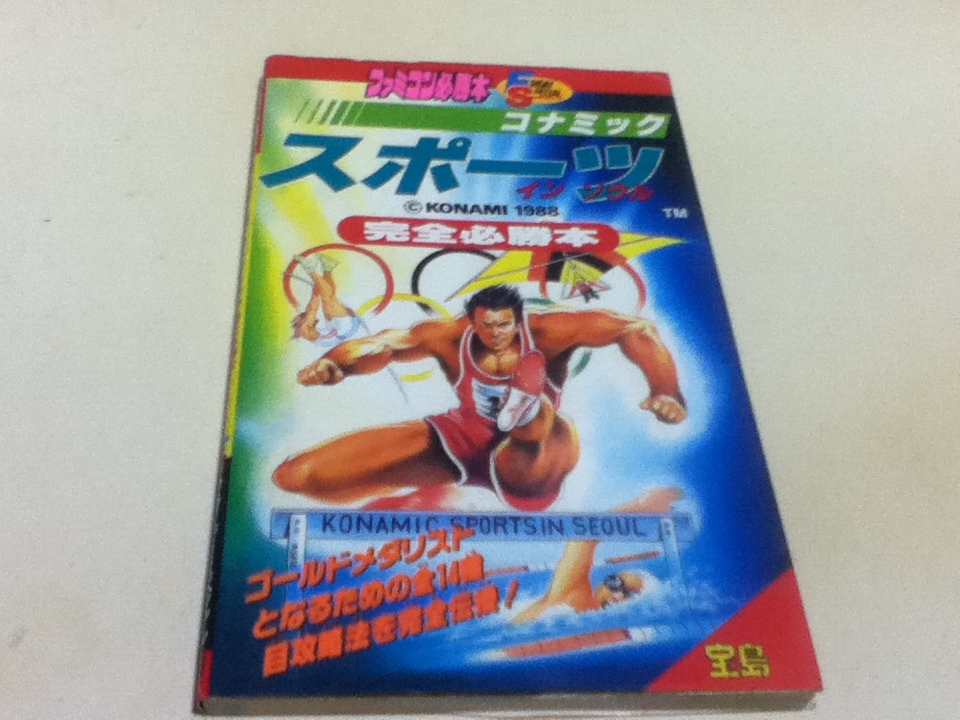 ファミコン必勝本
FS
コナミック
スポーツ
イン ソウル
© KONAMI 1988
TM
完全必勝本
KONAMIC SPORTS IN SEOUL
ゴールドメダリスト
となるための全14種
目攻略法を完全伝授！
宝島